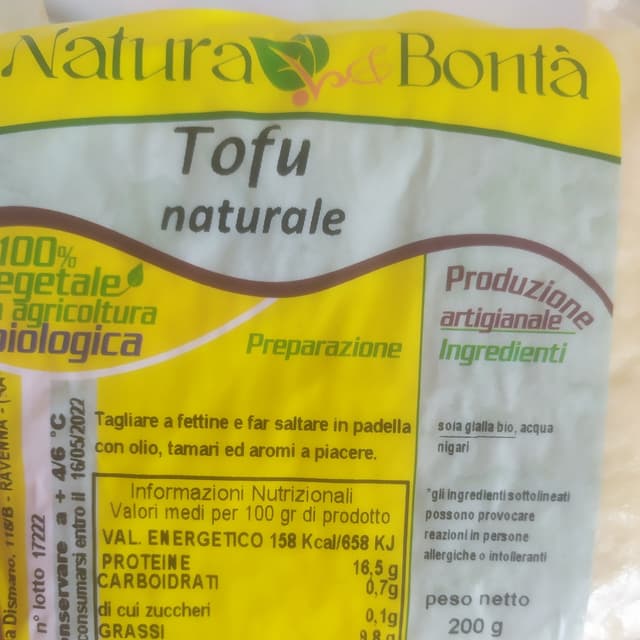 Natura & Bontà
Tofu
naturale
100%
vegetale
agricoltura
biologica
Produzione
artigianale
Preparazione
Ingredienti
Tagliare a fettine e far saltare in padella
con olio, tamari ed aromi a piacere.
soia gialla bio, acqua
nigari
Informazioni Nutrizionali
Valori medi per 100 gr di prodotto
VAL. ENERGETICO 158 Kcal/658 KJ
PROTEINE 16,5 g
CARBOIDRATI 0,7g
di cui zuccheri 0,1g
GRASSI 9,8 g
*gli ingredienti sottolineati
possono provocare
reazioni in persone
allergiche o intolleranti
peso netto
200 g
a Dismano, 116/B - RAVENNA - (RA
n° lotto 17222
conservare a + 4/6 °C
consumarsi entro il 16/05/2022